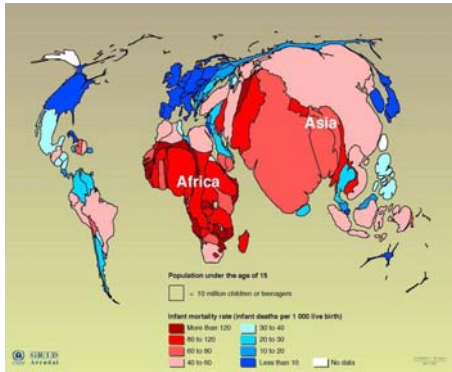 Asia
Africa
Population under the age of 15
= 10 million children or teenagers
Infant mortality rate (infant deaths per 1 000 live birth)
More than 120
80 to 120
60 to 80
40 to 60
30 to 40
20 to 30
10 to 20
Less than 10
No data
UNEP
GRID
Arendal